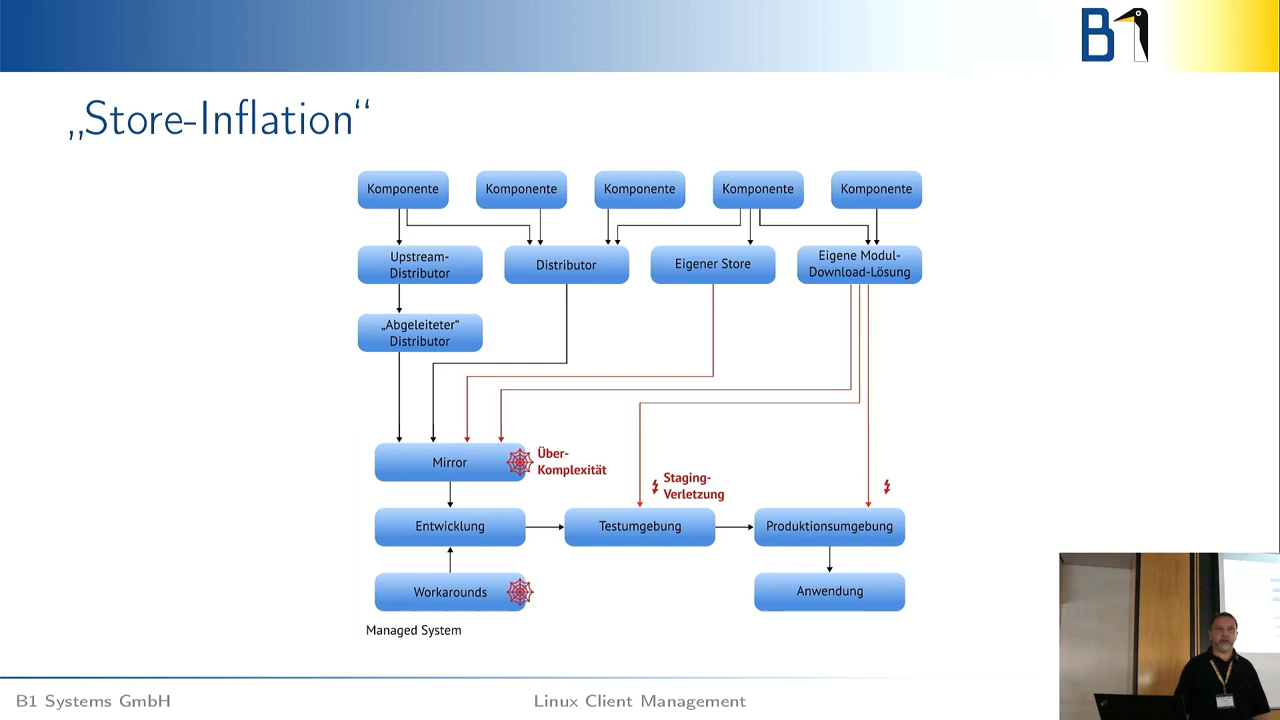 B1
„Store-Inflation“
Komponente
Komponente
Komponente
Komponente
Komponente
Upstream-
Distributor
Distributor
Eigener Store
Eigene Modul-
Download-Lösung
„Abgeleiteter“
Distributor
Mirror
Über-
Komplexität
Staging-
Verletzung
Entwicklung
Testumgebung
Produktionsumgebung
Workarounds
Anwendung
Managed System
B1 Systems GmbH
Linux Client Management